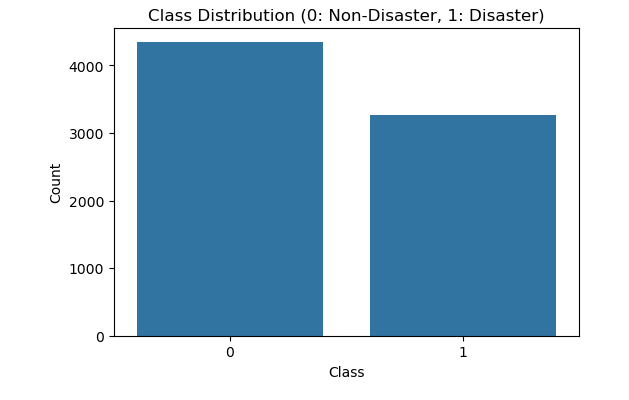 Class Distribution (0: Non-Disaster, 1: Disaster)
4000
3000
2000
1000
0
Count
0 1
Class